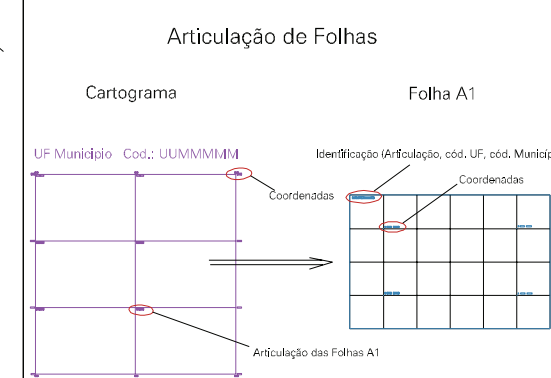 Articulação de Folhas
Cartograma
Folha A1
UF Municipio Cod.: UUMMMMM
Identificação (Articulação, cód. UF, cód. Municíp
Coordenadas
Coordenadas
Articulação das Folhas A1